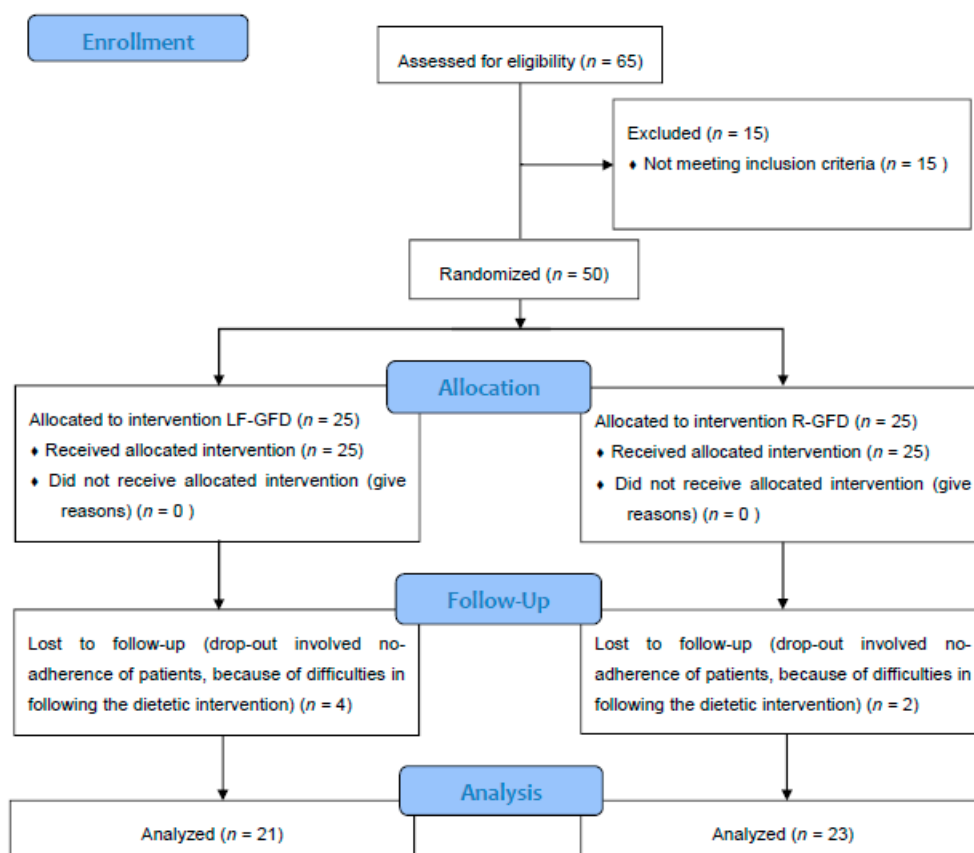 Enrollment
Assessed for eligibility (n = 65)
Excluded (n = 15)
♦ Not meeting inclusion criteria (n = 15 )
Randomized (n = 50)
Allocation
Allocated to intervention LF-GFD (n = 25)
♦ Received allocated intervention (n = 25)
♦ Did not receive allocated intervention (give
reasons) (n = 0 )
Allocated to intervention R-GFD (n = 25)
♦ Received allocated intervention (n = 25)
♦ Did not receive allocated intervention (give
reasons) (n = 0 )
Follow-Up
Lost to follow-up (drop-out involved no-
adherence of patients, because of difficulties in
following the dietetic intervention) (n = 4)
Lost to follow-up (drop-out involved no-
adherence of patients, because of difficulties in
following the dietetic intervention) (n = 2)
Analysis
Analyzed (n = 21)
Analyzed (n = 23)